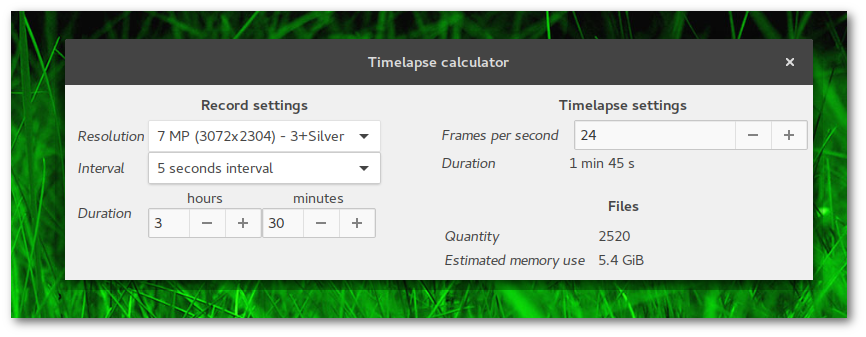 Timelapse calculator ×
Record settings
Resolution 7 MP (3072x2304) - 3+Silver
Interval 5 seconds interval
hours minutes
Duration 3 − + 30 − +
Timelapse settings
Frames per second 24 − +
Duration 1 min 45 s
Files
Quantity 2520
Estimated memory use 5.4 GiB